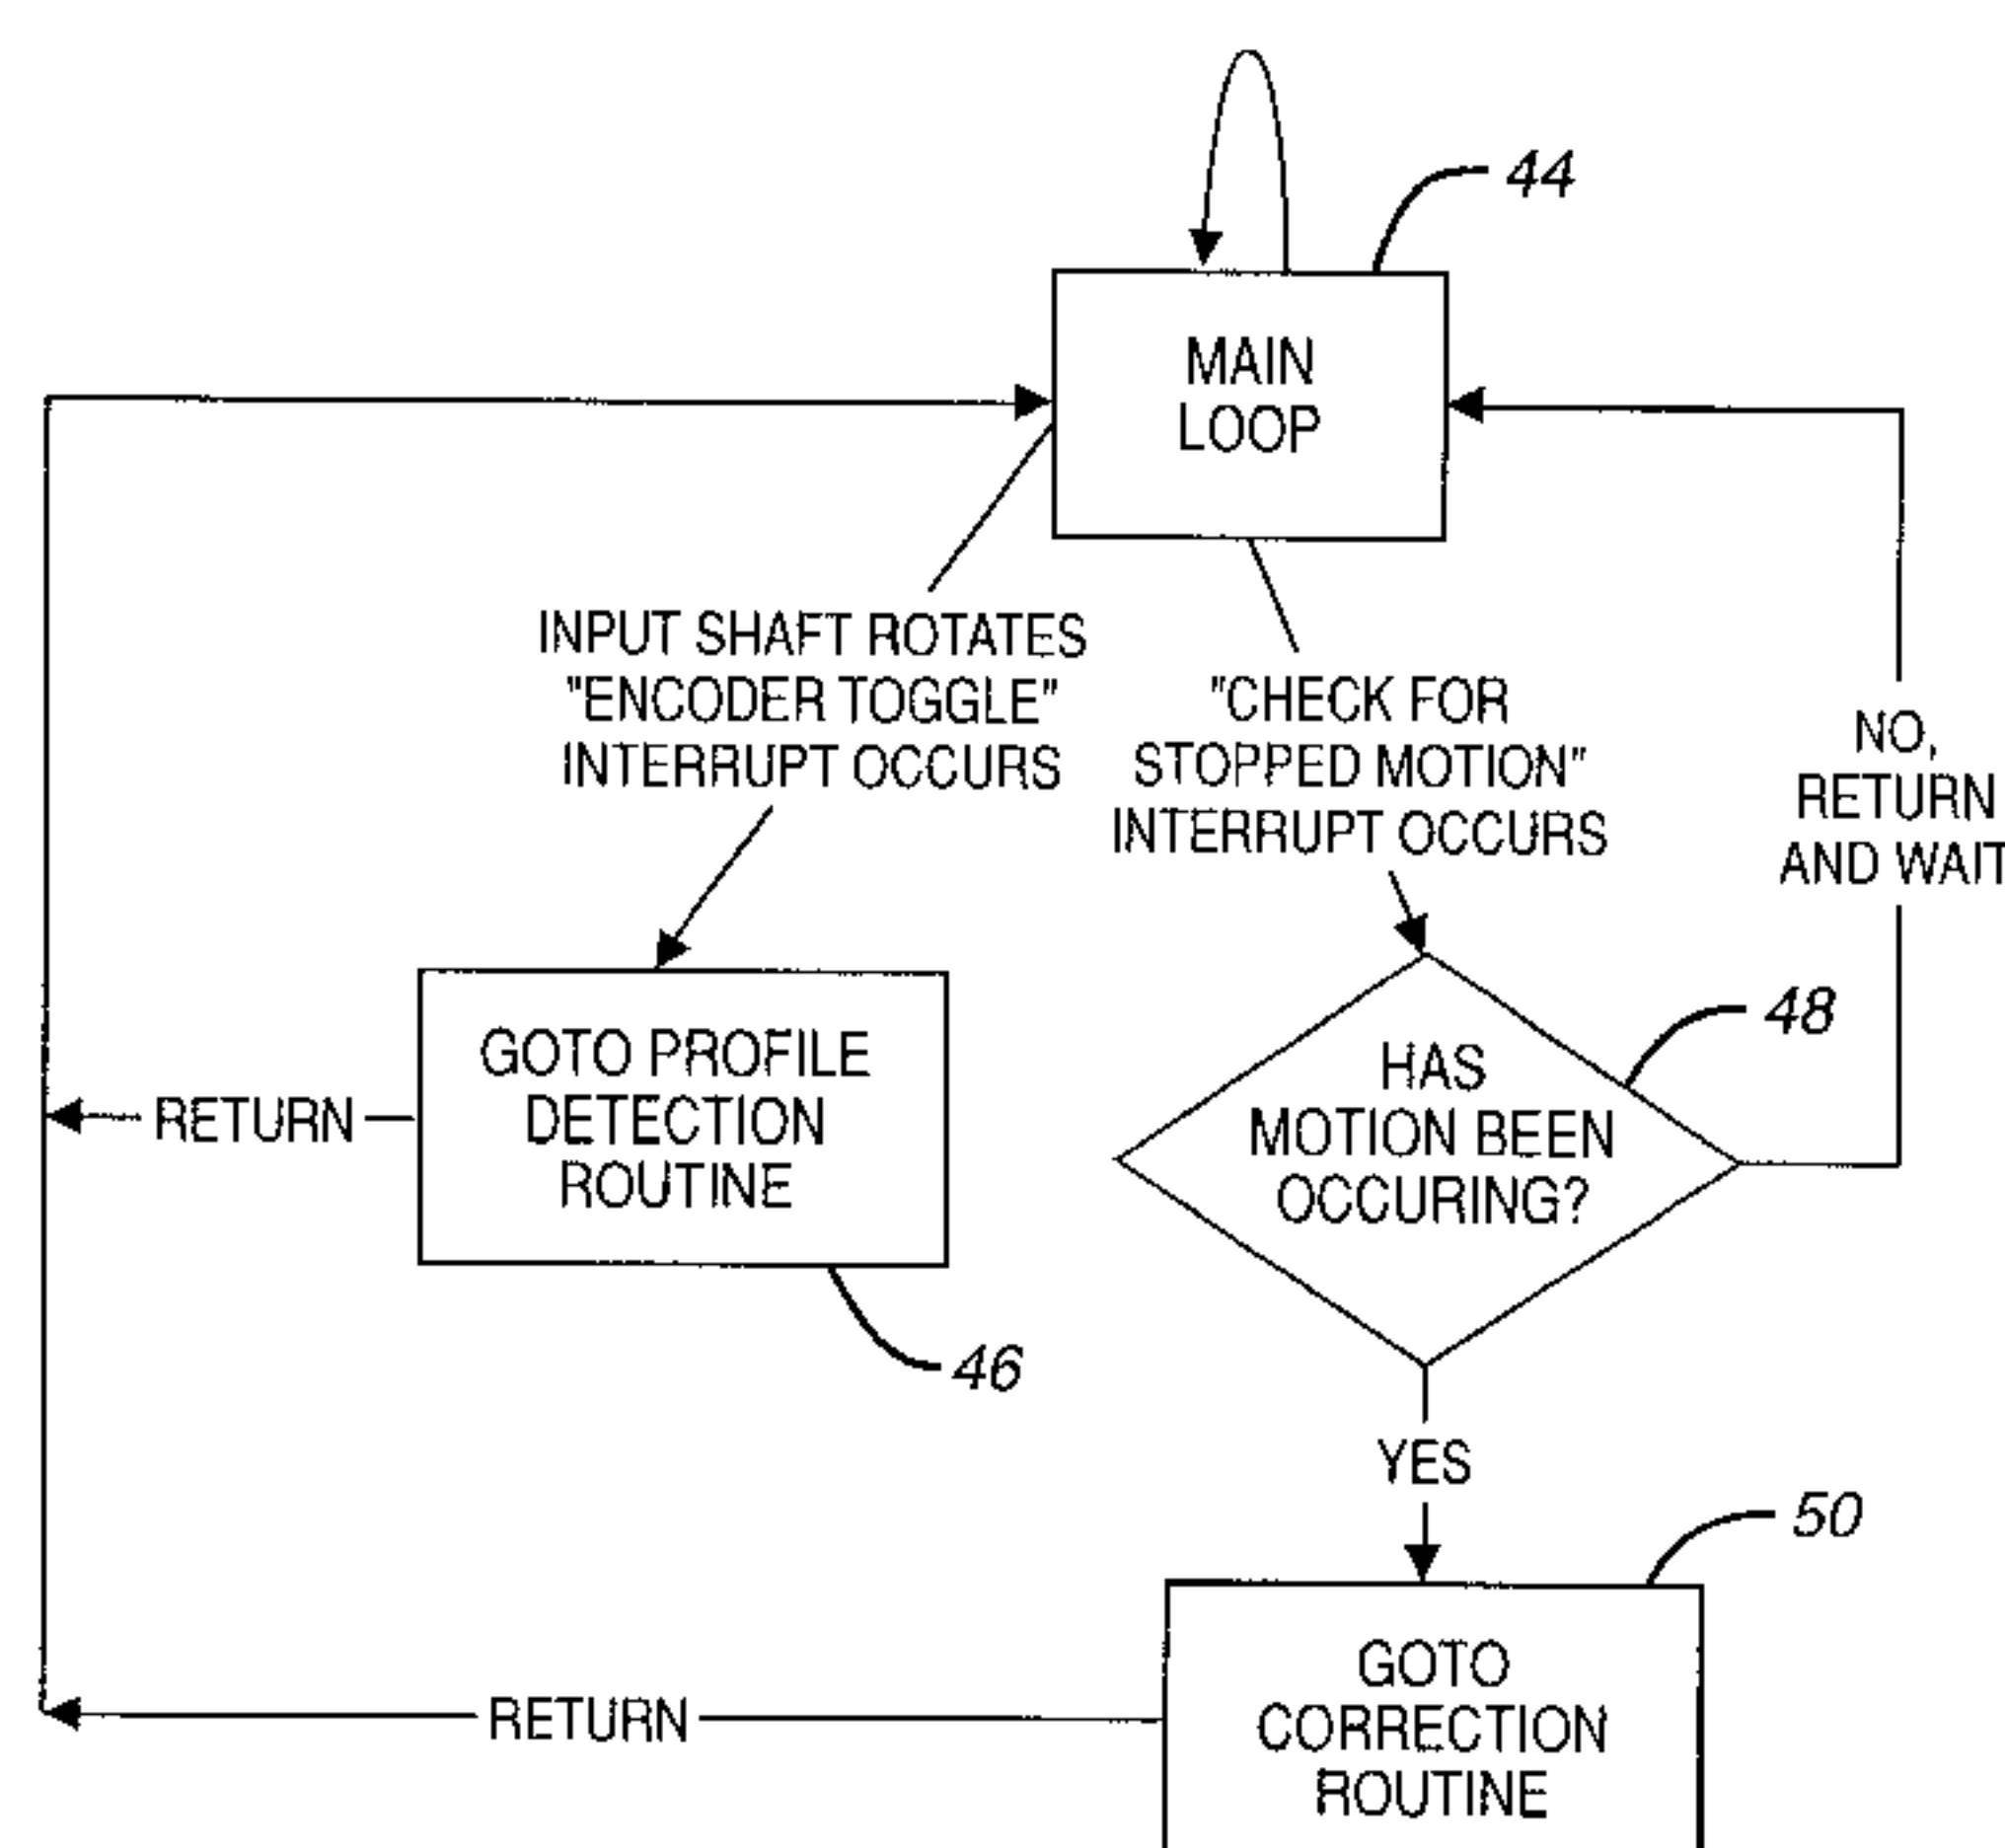 44
MAIN
LOOP
INPUT SHAFT ROTATES
"ENCODER TOGGLE"
INTERRUPT OCCURS
"CHECK FOR
STOPPED MOTION"
INTERRUPT OCCURS
NO,
RETURN
AND WAIT
GOTO PROFILE
DETECTION
ROUTINE
RETURN
46
48
HAS
MOTION BEEN
OCCURING?
YES
50
GOTO
CORRECTION
ROUTINE
RETURN